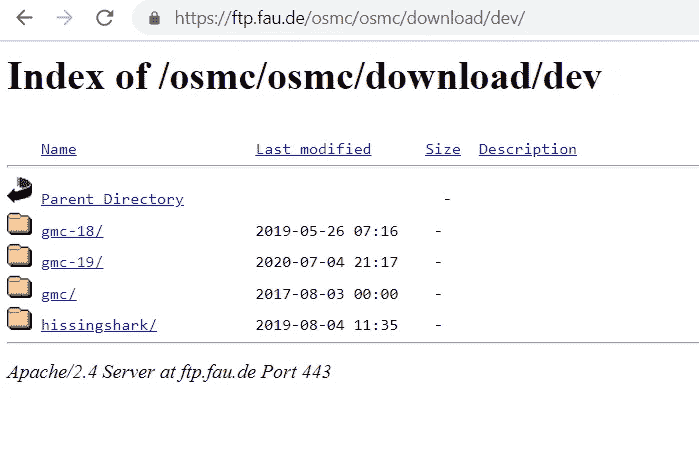 https://ftp.fau.de/osmc/osmc/download/dev/
Index of /osmc/osmc/download/dev
Name Last modified Size Description
Parent Directory -
gmc-18/ 2019-05-26 07:16 -
gmc-19/ 2020-07-04 21:17 -
gmc/ 2017-08-03 00:00 -
hissingshark/ 2019-08-04 11:35 -
Apache/2.4 Server at ftp.fau.de Port 443